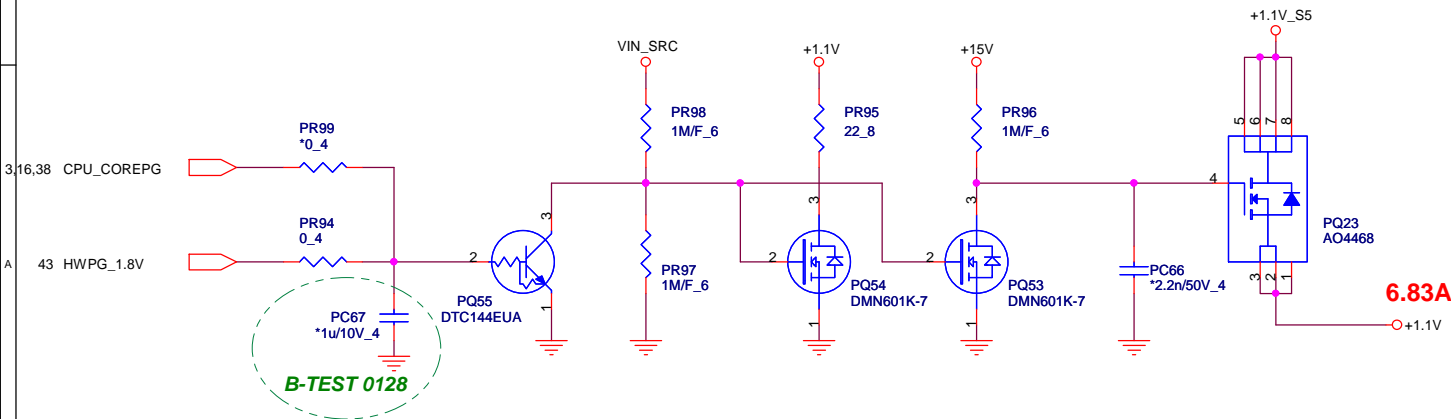 +1.1V_S5
VIN_SRC
+1.1V
+15V
PR98
1M/F_6
PR95
22_8
PR96
1M/F_6
5
6
7
8
PR99
*0_4
3,16,38 CPU_COREPG
4
3
3
3
PR94
0_4
PQ23
AO4468
A
43 HWPG_1.8V
2
2
2
PR97
1M/F_6
PQ54
DMN601K-7
PQ53
DMN601K-7
PC66
*2.2n/50V_4
3
2
1
PQ55
DTC144EUA
1
1
1
6.83A
PC67
*1u/10V_4
+1.1V
B-TEST 0128